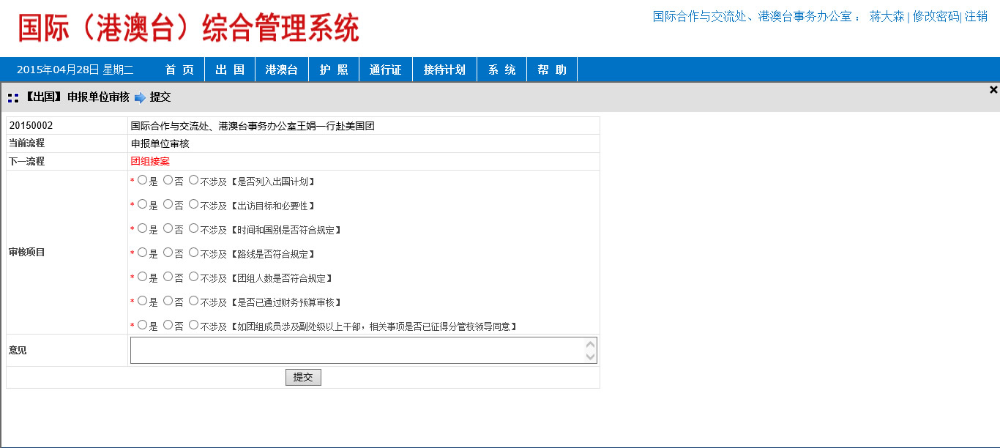 国际（港澳台）综合管理系统
国际合作与交流处、港澳台事务办公室 ： 蒋大森 | 修改密码| 注销
2015年04月28日 星期二 首 页 出 国 港澳台 护 照 通行证 接待计划 系 统 帮 助
【出国】 申报单位审核 提交
20150002 国际合作与交流处、港澳台事务办公室王娟一行赴美国团
当前流程 申报单位审核
下一流程 团组接案
* 是 否 不涉及 【是否列入出国计划】
* 是 否 不涉及 【出访目标和必要性】
* 是 否 不涉及 【时间和国别是否符合规定】
审核项目 * 是 否 不涉及 【路线是否符合规定】
* 是 否 不涉及 【团组人数是否符合规定】
* 是 否 不涉及 【是否已通过财务预算审核】
* 是 否 不涉及 【如团组成员涉及副处级以上干部，相关事项是否已征得分管校领导同意】
意见
提交